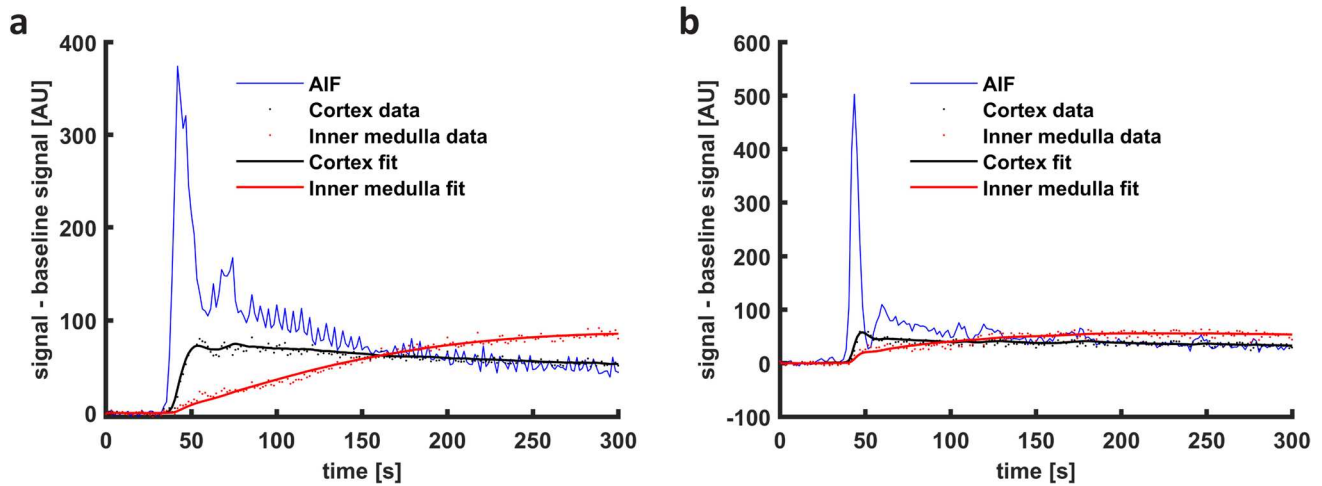 a
signal - baseline signal [AU]
400
300
200
100
0
AIF
Cortex data
Inner medulla data
Cortex fit
Inner medulla fit
0 50 100 150 200 250 300
time [s]
b
signal - baseline signal [AU]
600
500
400
300
200
100
0
-100
AIF
Cortex data
Inner medulla data
Cortex fit
Inner medulla fit
0 50 100 150 200 250 300
time [s]